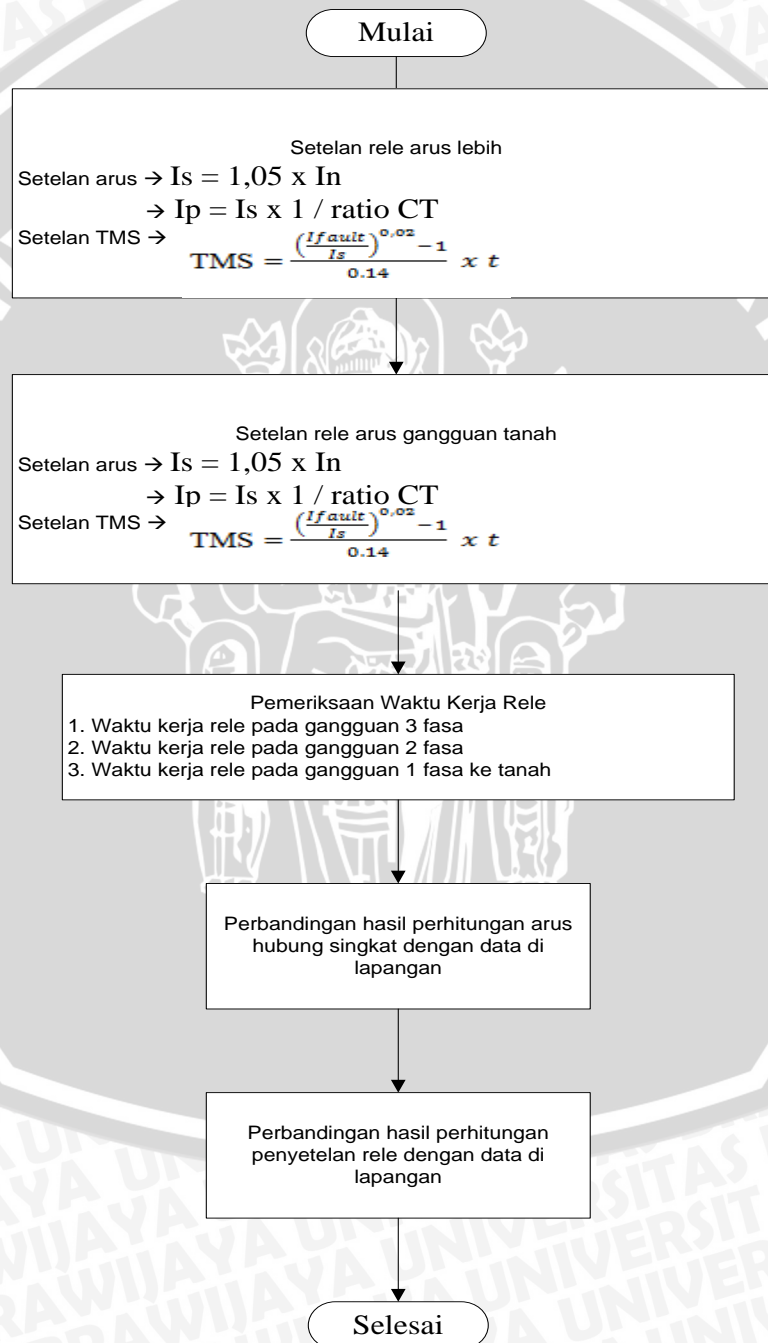 Mulai
Setelan rele arus lebih
Setelan arus → Is = 1,05 x In
→ Ip = Is x 1 / ratio CT
Setelan TMS →
TMS = \frac{(\frac{Ifault}{Is})^{0,02} - 1}{0.14} x t
Setelan rele arus gangguan tanah
Setelan arus → Is = 1,05 x In
→ Ip = Is x 1 / ratio CT
Setelan TMS →
TMS = \frac{(\frac{Ifault}{Is})^{0,02} - 1}{0.14} x t
Pemeriksaan Waktu Kerja Rele
1. Waktu kerja rele pada gangguan 3 fasa
2. Waktu kerja rele pada gangguan 2 fasa
3. Waktu kerja rele pada gangguan 1 fasa ke tanah
Perbandingan hasil perhitungan arus
hubung singkat dengan data di
lapangan
Perbandingan hasil perhitungan
penyetelan rele dengan data di
lapangan
Selesai